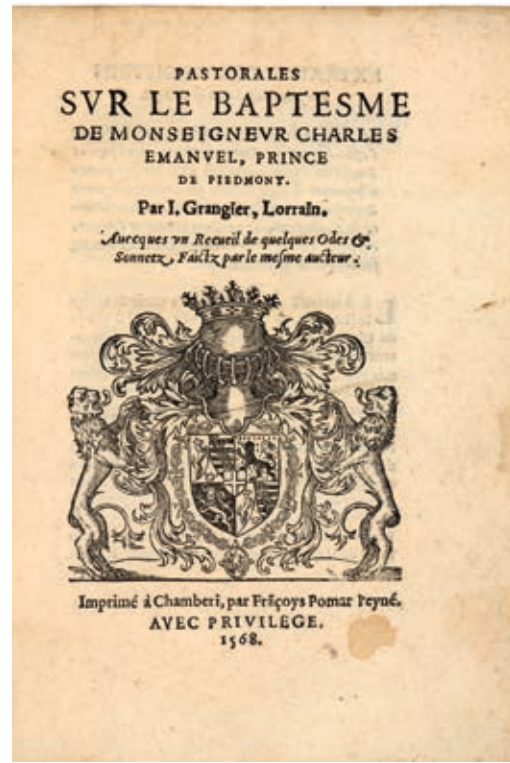 PASTORALES
SVR LE BAPTESME
DE MONSEIGNEVR CHARLES
EMANVEL, PRINCE
DE PIEDMONT.
Par I. Grangier, Lorrain.
Auecques vn Recueil de quelques Odes &
Sonnetz, Faictz par le meſme aucteur.
Imprimé à Chamberi, par Frãçoys Pomar l'eyné.
AVEC PRIVILEGE.
1568.